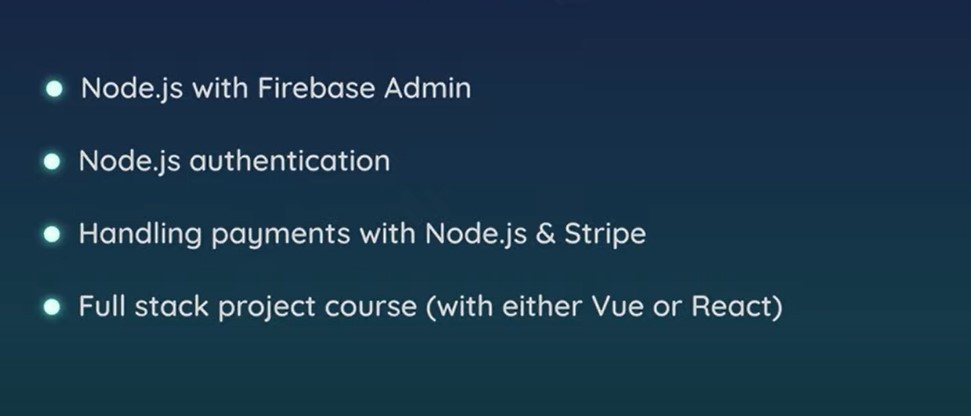 Node.js with Firebase Admin
Node.js authentication
Handling payments with Node.js & Stripe
Full stack project course (with either Vue or React)